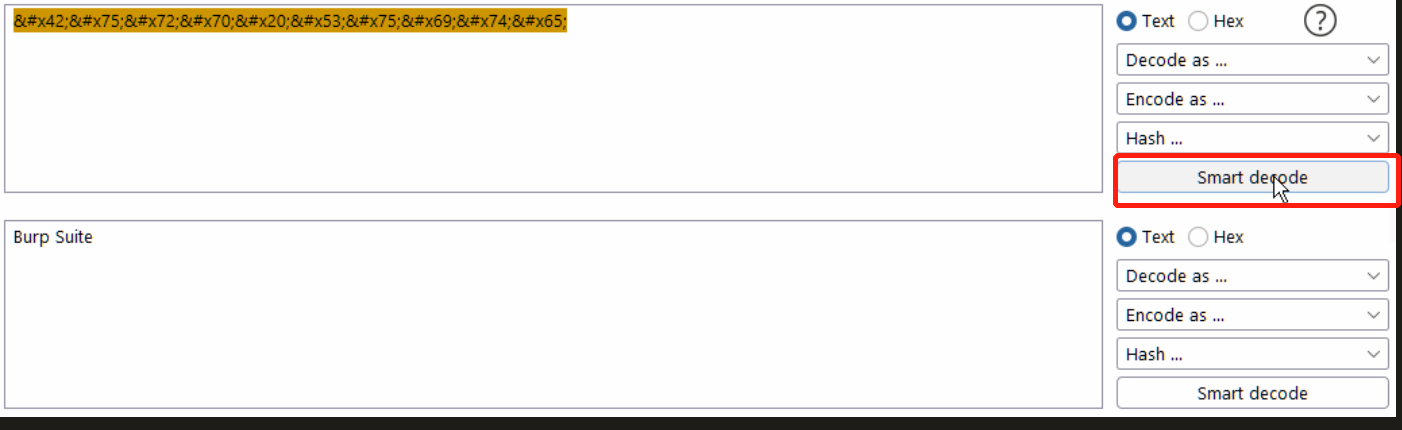 &#x42;&#x75;&#x72;&#x70;&#x20;&#x53;&#x75;&#x69;&#x74;&#x65;
Text Hex ?
Decode as ...
Encode as ...
Hash ...
Smart decode
Burp Suite
Text Hex
Decode as ...
Encode as ...
Hash ...
Smart decode